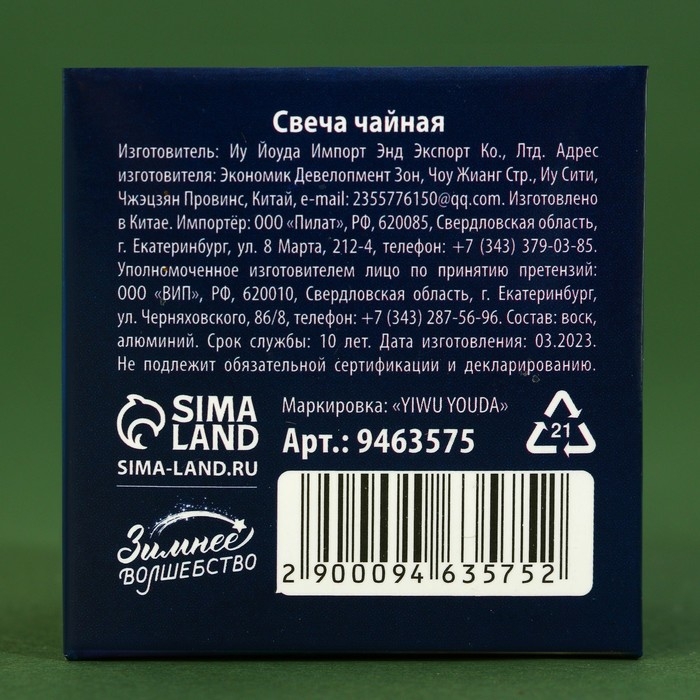 Свеча чайная
Изготовитель: Иу Йоуда Импорт Энд Экспорт Ко., Лтд. Адрес
изготовителя: Экономик Девелопмент Зон, Чоу Жианг Стр., Иу Сити,
Чжэцзян Провинс, Китай, e-mail: 2355776150@qq.com. Изготовлено
в Китае. Импортёр: ООО «Пилат», РФ, 620085, Свердловская область,
г. Екатеринбург, ул. 8 Марта, 212-4, телефон: +7 (343) 379-03-85.
Уполномоченное изготовителем лицо по принятию претензий:
ООО «ВИП», РФ, 620010, Свердловская область, г. Екатеринбург,
ул. Черняховского, 86/8, телефон: +7 (343) 287-56-96. Состав: воск,
алюминий. Срок службы: 10 лет. Дата изготовления: 03.2023.
Не подлежит обязательной сертификации и декларированию.
SIMA
LAND
SIMA-LAND.RU
Маркировка: «YIWU YOUDA»
Арт.: 9463575
21
Зимнее
ВОЛШЕБСТВО
2 900094 635752